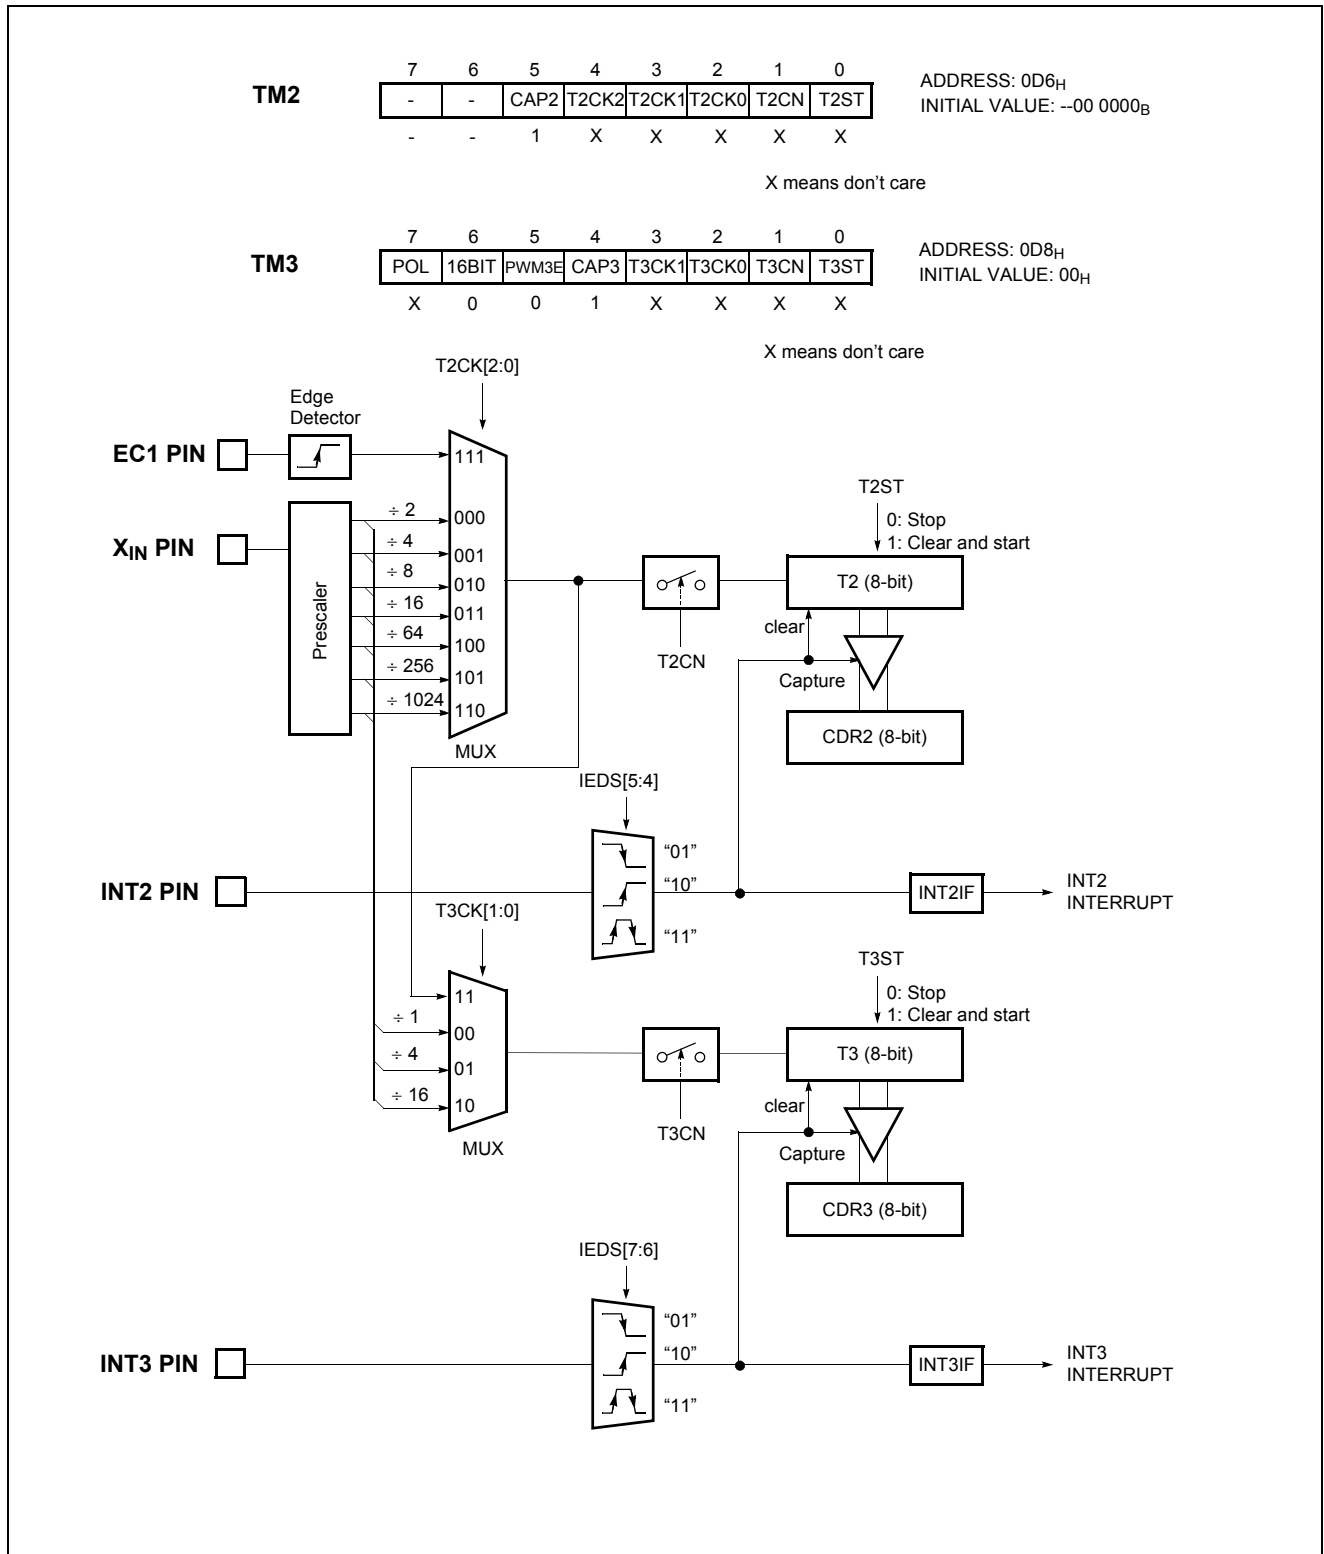 7 6 5 4 3 2 1 0
TM2 - - CAP2 T2CK2 T2CK1 T2CK0 T2CN T2ST
ADDRESS: 0D6H
INITIAL VALUE: --00 0000B
- - 1 X X X X X
X means don't care
7 6 5 4 3 2 1 0
TM3 POL 16BIT PWM3E CAP3 T3CK1 T3CK0 T3CN T3ST
ADDRESS: 0D8H
INITIAL VALUE: 00H
X 0 0 1 X X X X
X means don't care
T2CK[2:0]
Edge
Detector
EC1 PIN
111
XIN PIN
Prescaler
÷ 2 000
÷ 4 001
÷ 8 010
÷ 16 011
÷ 64 100
÷ 256 101
÷ 1024 110
MUX
T2CN
T2ST
0: Stop
1: Clear and start
T2 (8-bit)
clear
Capture
CDR2 (8-bit)
IEDS[5:4]
INT2 PIN
“01”
“10”
“11”
INT2IF
INT2
INTERRUPT
T3CK[1:0]
11
÷ 1 00
÷ 4 01
÷ 16 10
MUX
T3CN
T3ST
0: Stop
1: Clear and start
T3 (8-bit)
clear
Capture
CDR3 (8-bit)
IEDS[7:6]
INT3 PIN
“01”
“10”
“11”
INT3IF
INT3
INTERRUPT